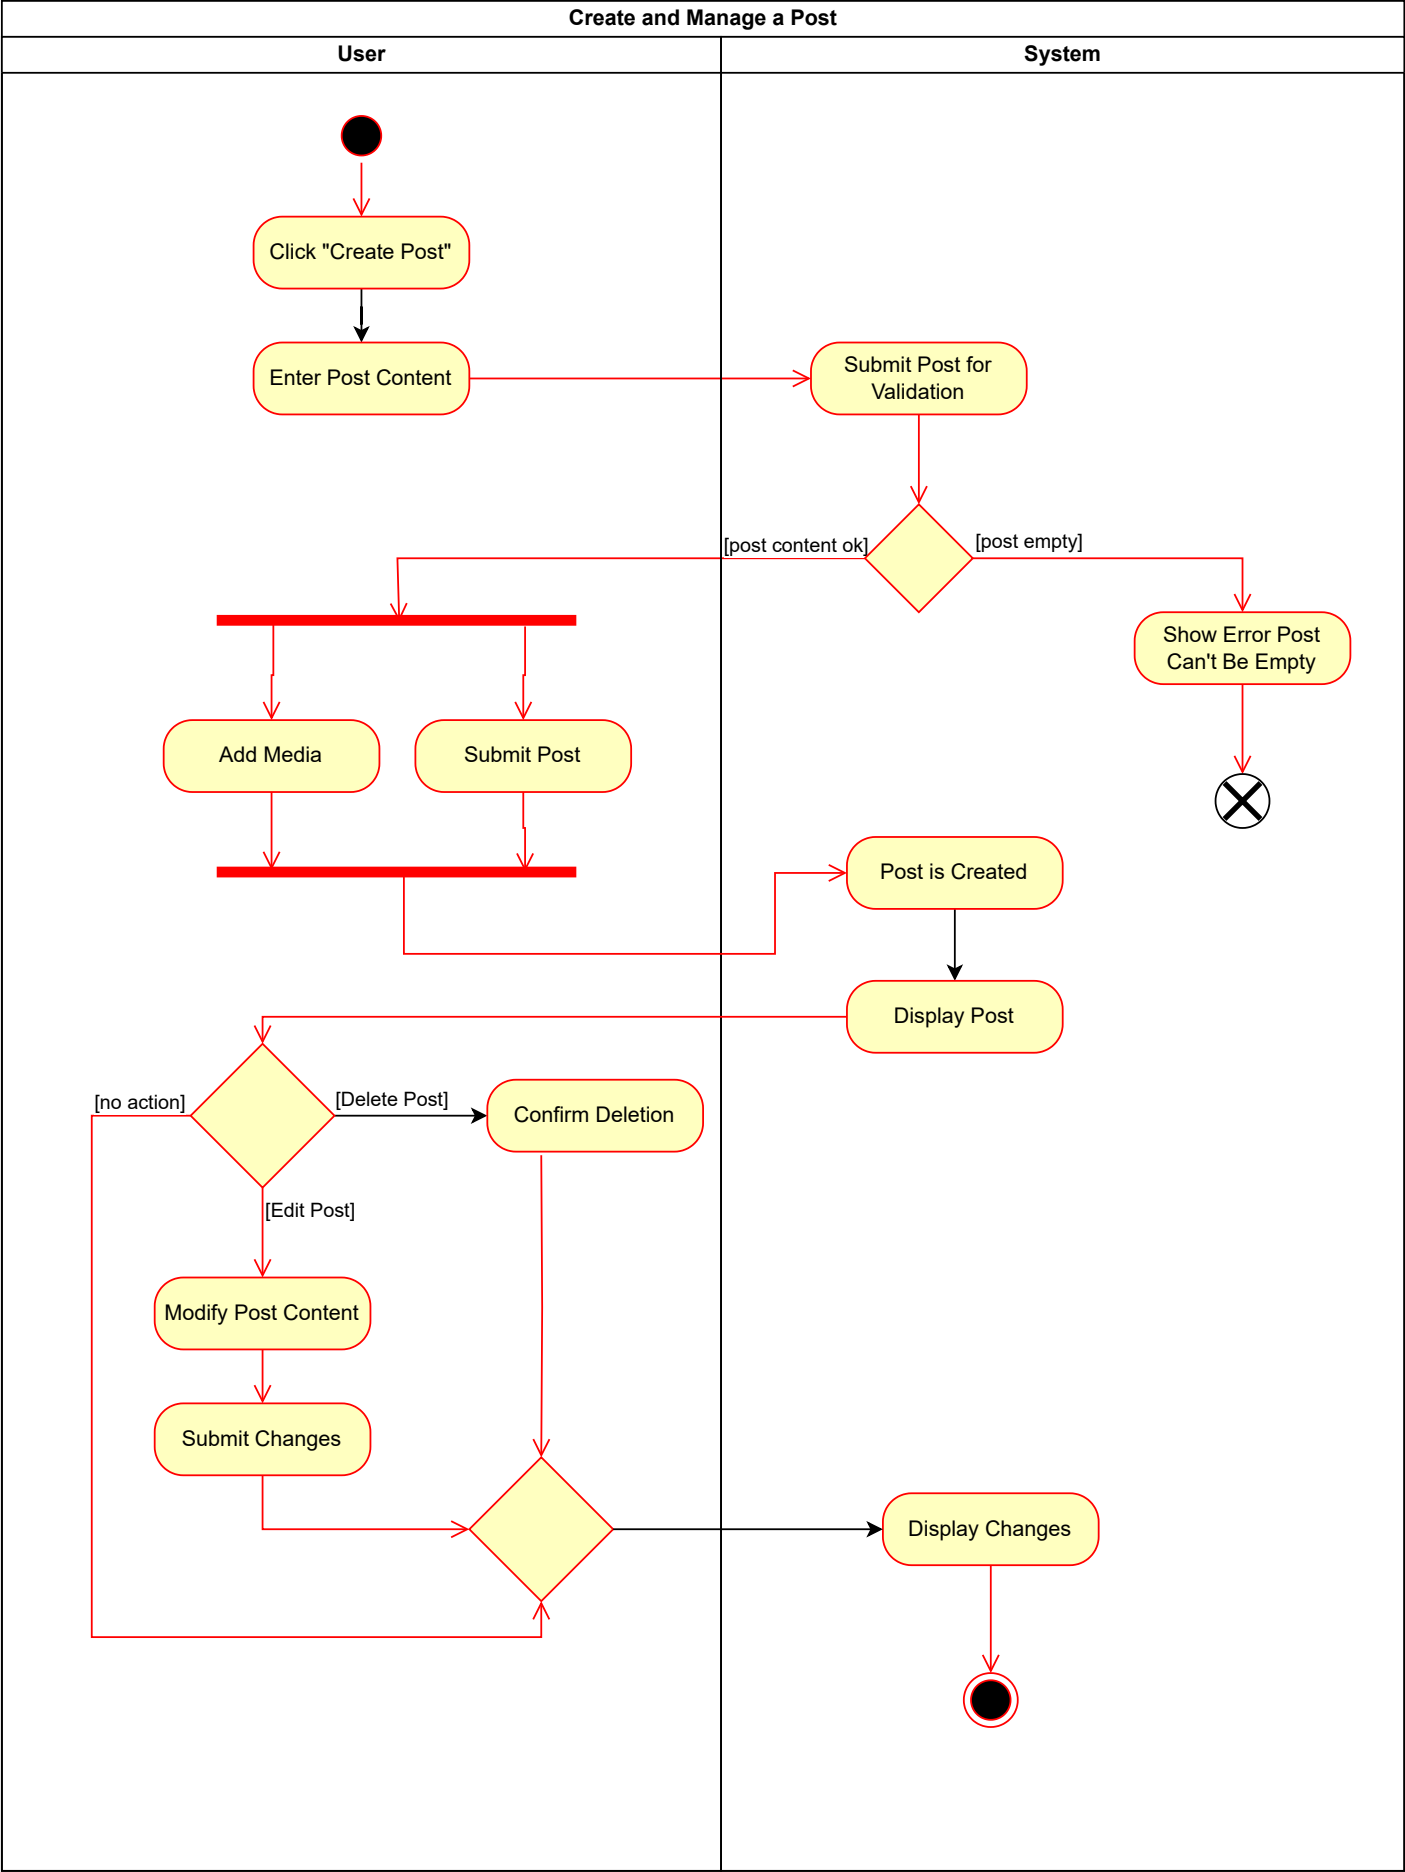 Create and Manage a Post
User
System
Click "Create Post"
Enter Post Content
Submit Post for
Validation
[post content ok]
[post empty]
Show Error Post
Can't Be Empty
Add Media
Submit Post
Post is Created
Display Post
[no action]
[Delete Post]
Confirm Deletion
[Edit Post]
Modify Post Content
Submit Changes
Display Changes